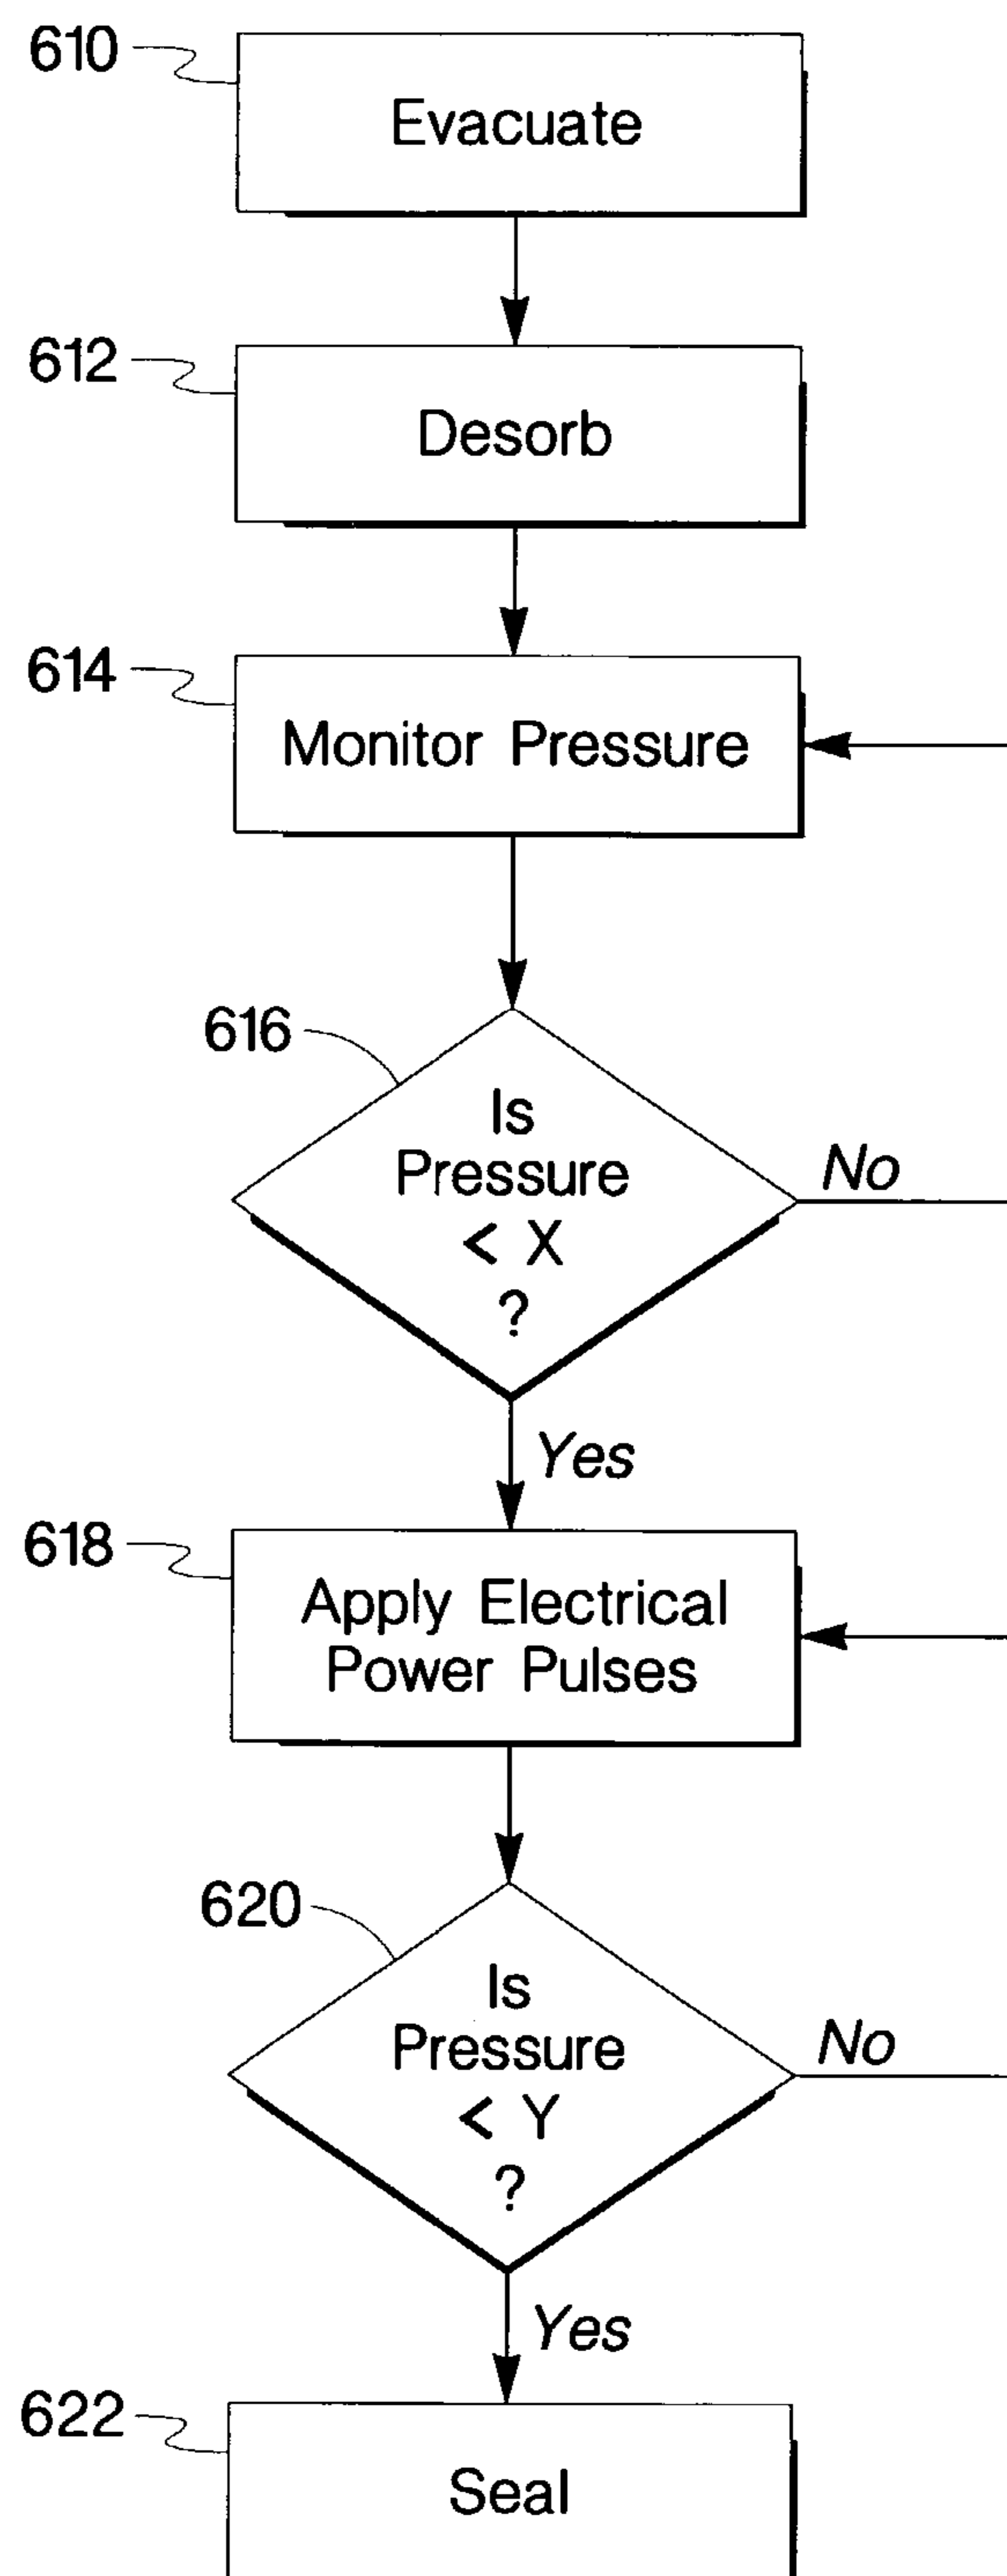 610
Evacuate
612
Desorb
614
Monitor Pressure
616
Is
Pressure
< X
?
No
Yes
618
Apply Electrical
Power Pulses
620
Is
Pressure
< Y
?
No
Yes
622
Seal